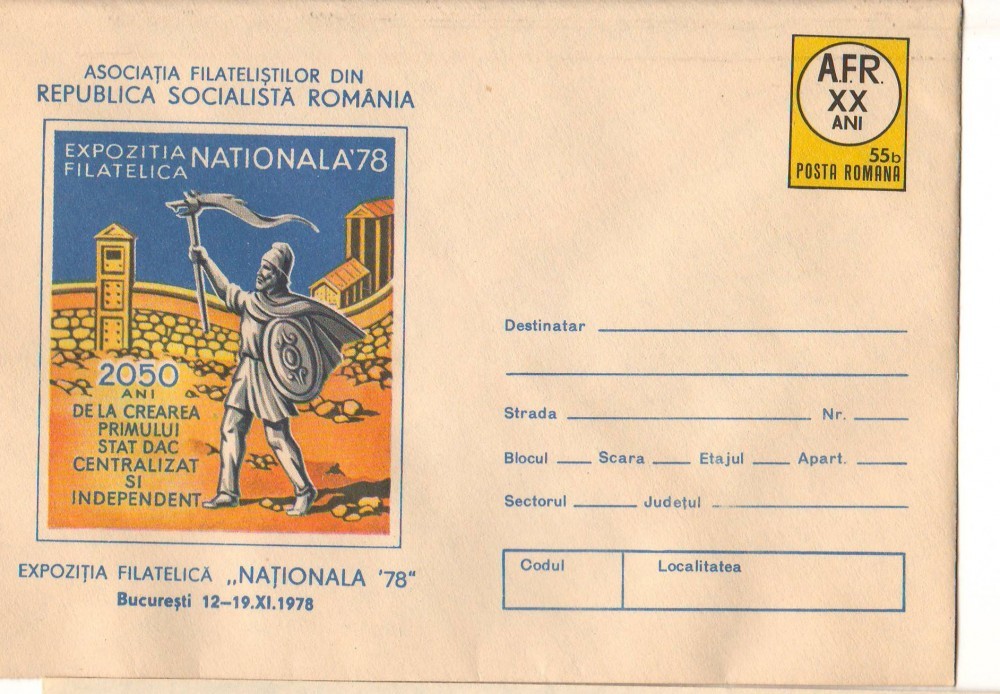 ASOCIAȚIA FILATELIȘTILOR DIN
REPUBLICA SOCIALISTĂ ROMÂNIA
EXPOZITIA
FILATELICA
NATIONALA'78
2050
ANI
DE LA CREAREA
PRIMULUI
STAT DAC
CENTRALIZAT
SI
INDEPENDENT
EXPOZIȚIA FILATELICĂ „NAȚIONALA '78"
București 12–19.XI.1978
A.F.R.
XX
ANI
55b
POSTA ROMANA
Destinatar
Strada Nr.
Blocul Scara Etajul Apart.
Sectorul Județul
Codul Localitatea